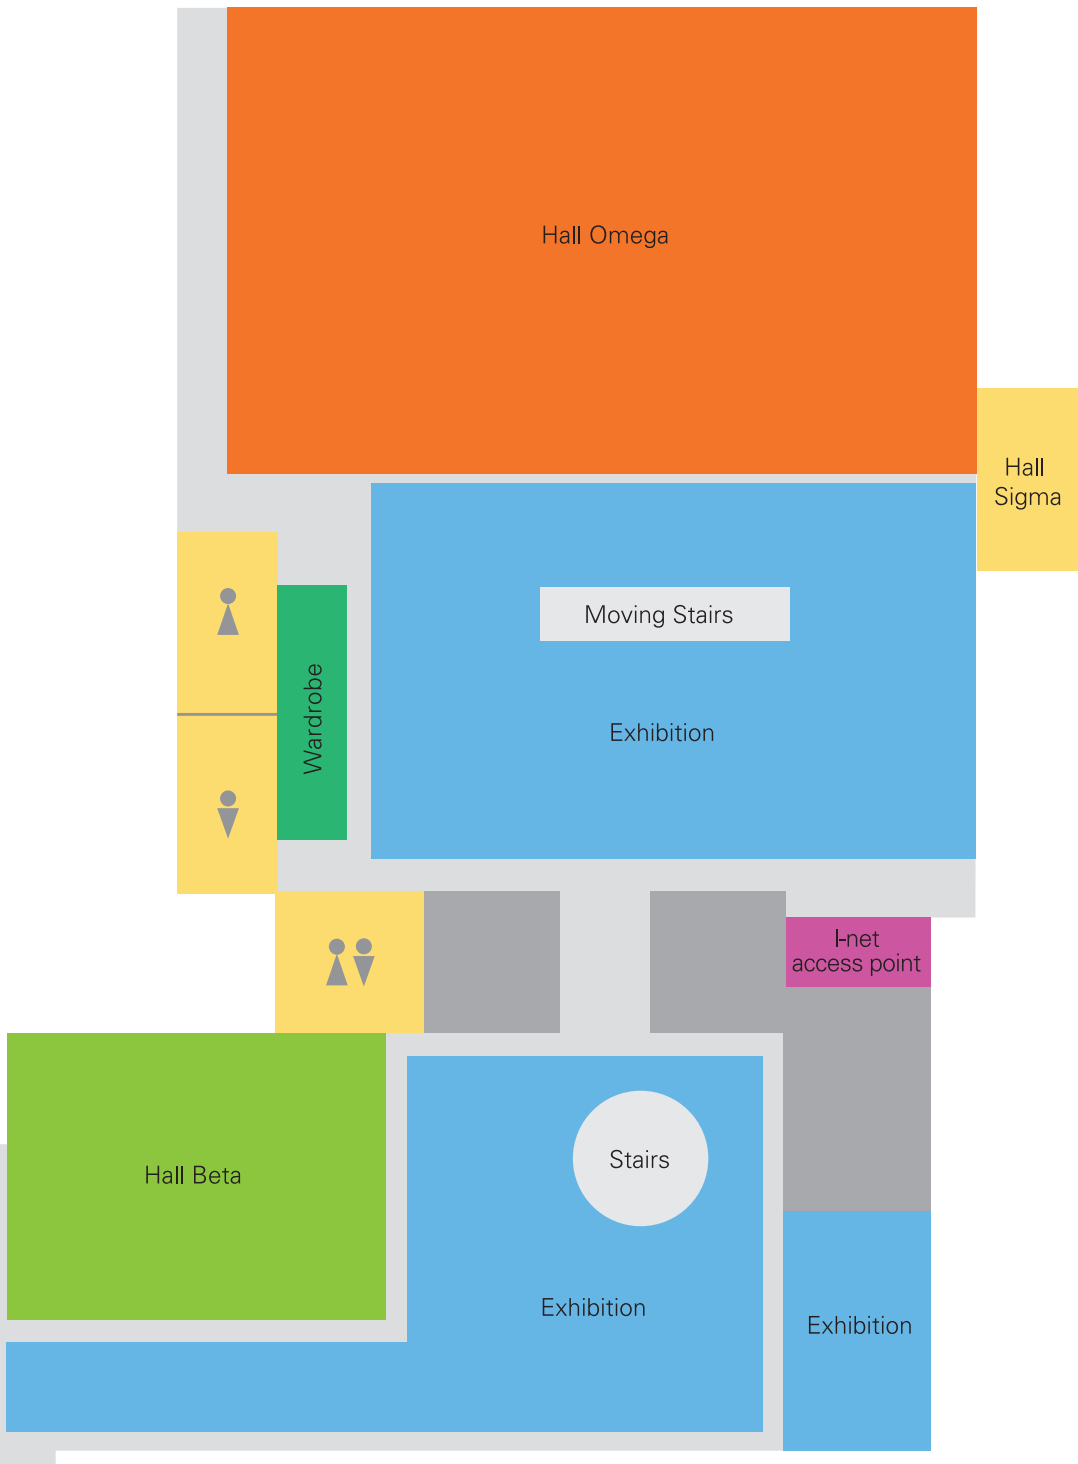 Hall Omega
Hall
Sigma
Moving Stairs
Wardrobe
Exhibition
I-net
access point
Stairs
Hall Beta
Exhibition
Exhibition